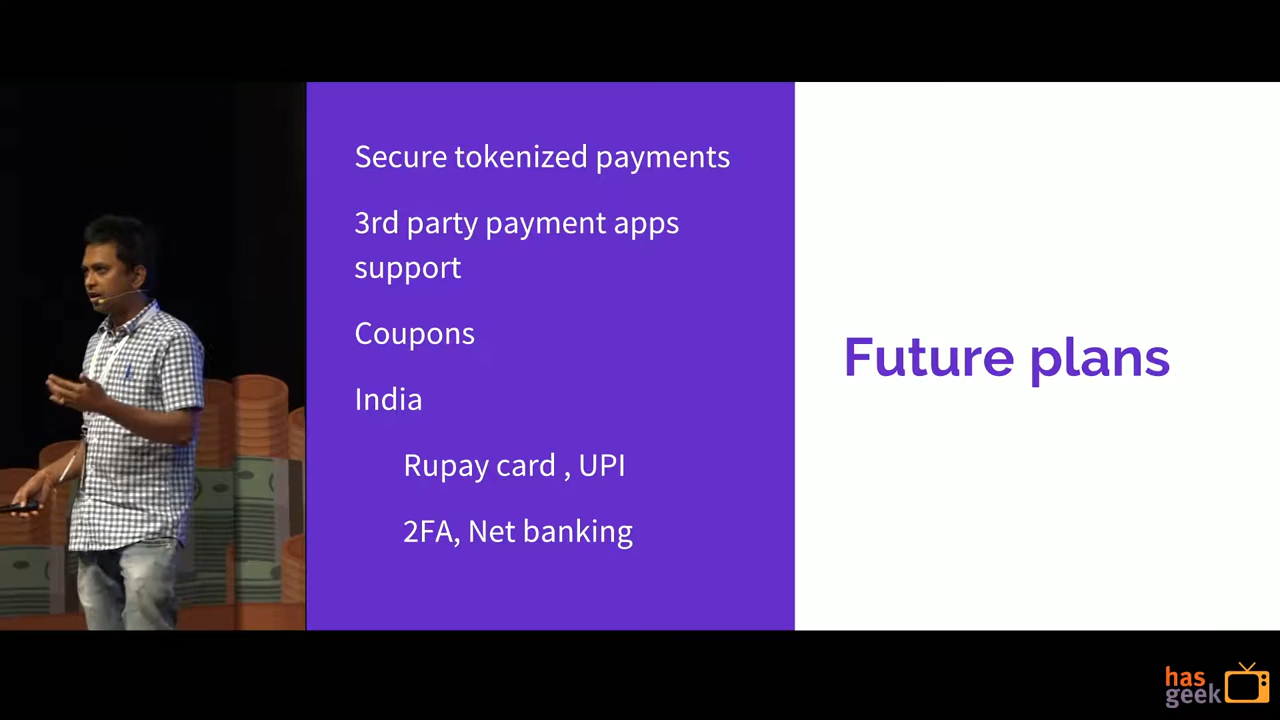 Secure tokenized payments
3rd party payment apps
support
Coupons
India
Rupay card , UPI
2FA, Net banking
Future plans
has
geek